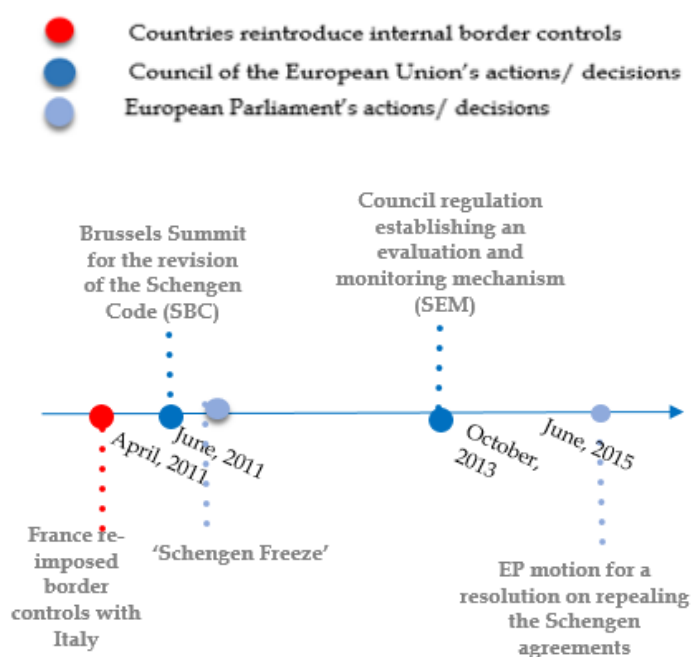 Countries reintroduce internal border controls
Council of the European Union's actions/ decisions
European Parliament's actions/ decisions
Brussels Summit
for the revision
of the Schengen
Code (SBC)
Council regulation
establishing an
evaluation and
monitoring mechanism
(SEM)
April, 2011
June, 2011
October,
2013
June, 2015
France re-
imposed
border
controls with
Italy
'Schengen Freeze'
EP motion for a
resolution on repealing
the Schengen
agreements